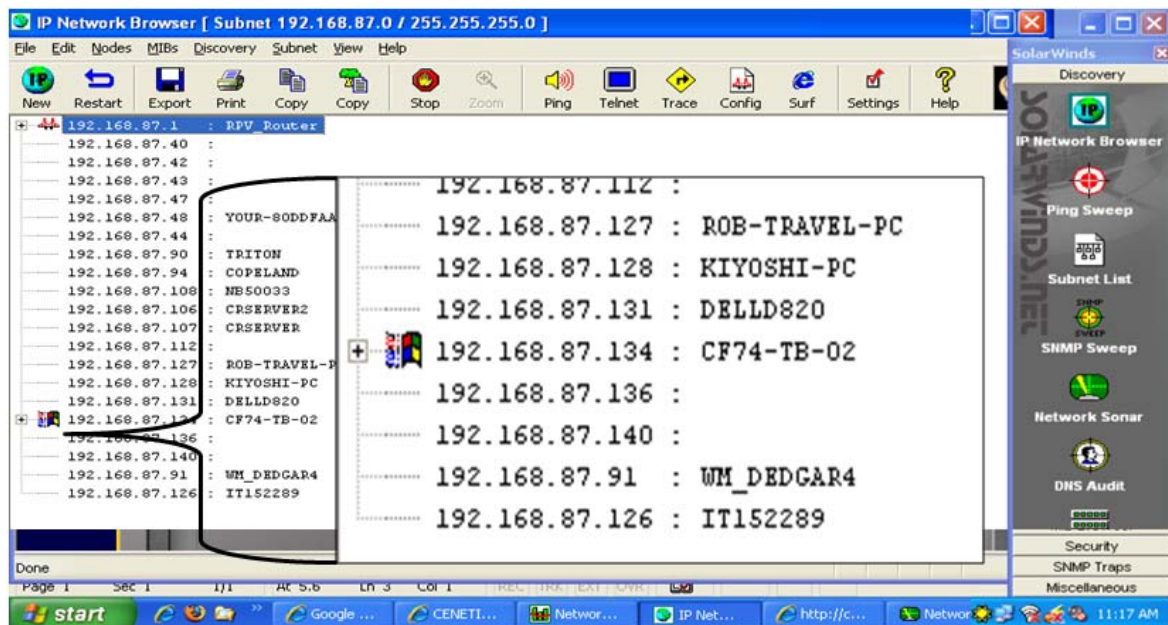 IP Network Browser [ Subnet 192.168.87.0 / 255.255.255.0 ]
File Edit Nodes MIBs Discovery Subnet View Help
New Restart Export Print Copy Copy Stop Zoom Ping Telnet Trace Config Surf Settings Help
192.168.87.1 : RPV_Router
192.168.87.40 :
192.168.87.42 :
192.168.87.43 :
192.168.87.47 :
192.168.87.48 : YOUR-8ODDFAA
192.168.87.44 :
192.168.87.90 : TRITON
192.168.87.94 : COPELAND
192.168.87.108 : NB50033
192.168.87.106 : CRSERVER2
192.168.87.107 : CRSERVER
192.168.87.112 :
192.168.87.127 : ROB-TRAVEL-P
192.168.87.128 : KIYOSHI-PC
192.168.87.131 : DELLD820
192.168.87.134 : CF74-TB-02
192.168.87.136 :
192.168.87.140 :
192.168.87.91 : WM_DEDGAR4
192.168.87.126 : IT152289
192.168.87.112 :
192.168.87.127 : ROB-TRAVEL-PC
192.168.87.128 : KIYOSHI-PC
192.168.87.131 : DELLD820
192.168.87.134 : CF74-TB-02
192.168.87.136 :
192.168.87.140 :
192.168.87.91 : WM_DEDGAR4
192.168.87.126 : IT152289
SolarWinds
Discovery
SOLARWINDS.NET
IP
IP Network Browser
Ping Sweep
Subnet List
SNMP Sweep
Network Sonar
DNS Audit
Security
SNMP Traps
Miscellaneous
Done
Page 1 Sec 1 1/1 At 5.6 Ln 3 Col 1 REC TRK EXT OVR
start Google ... CENETI... Networ... IP Net... http://c... Networ 11:17 AM